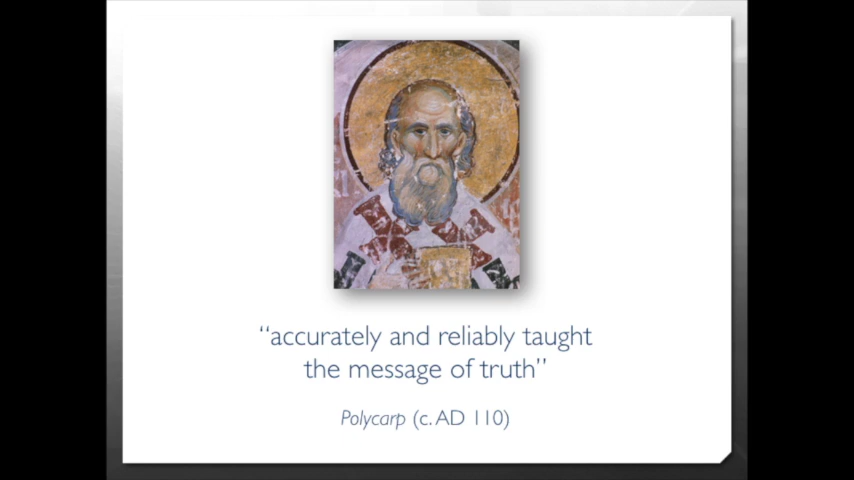 “accurately and reliably taught
the message of truth”
Polycarp (c. AD 110)